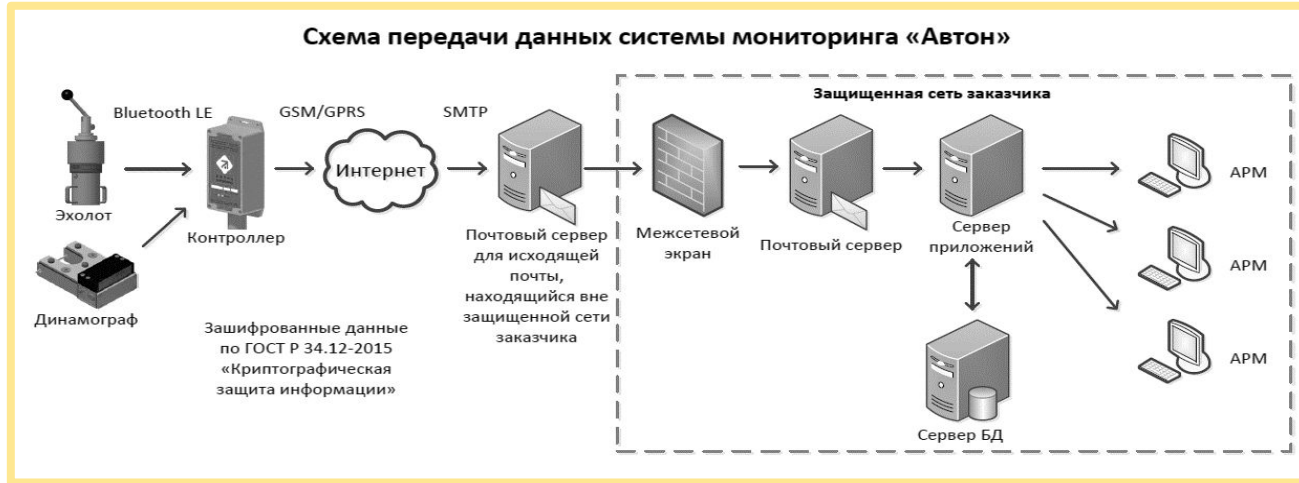 Схема передачи данных системы мониторинга «Автон»
Защищенная сеть заказчика
Bluetooth LE
GSM/GPRS
SMTP
Интернет
Эхолот
Контроллер
Динамограф
Зашифрованные данные
по ГОСТ Р 34.12-2015
«Криптографическая
защита информации»
Почтовый сервер
для исходящей
почты,
находящийся вне
защищенной сети
заказчика
Межсетевой
экран
Почтовый сервер
Сервер
приложений
Сервер БД
АРМ
АРМ
АРМ